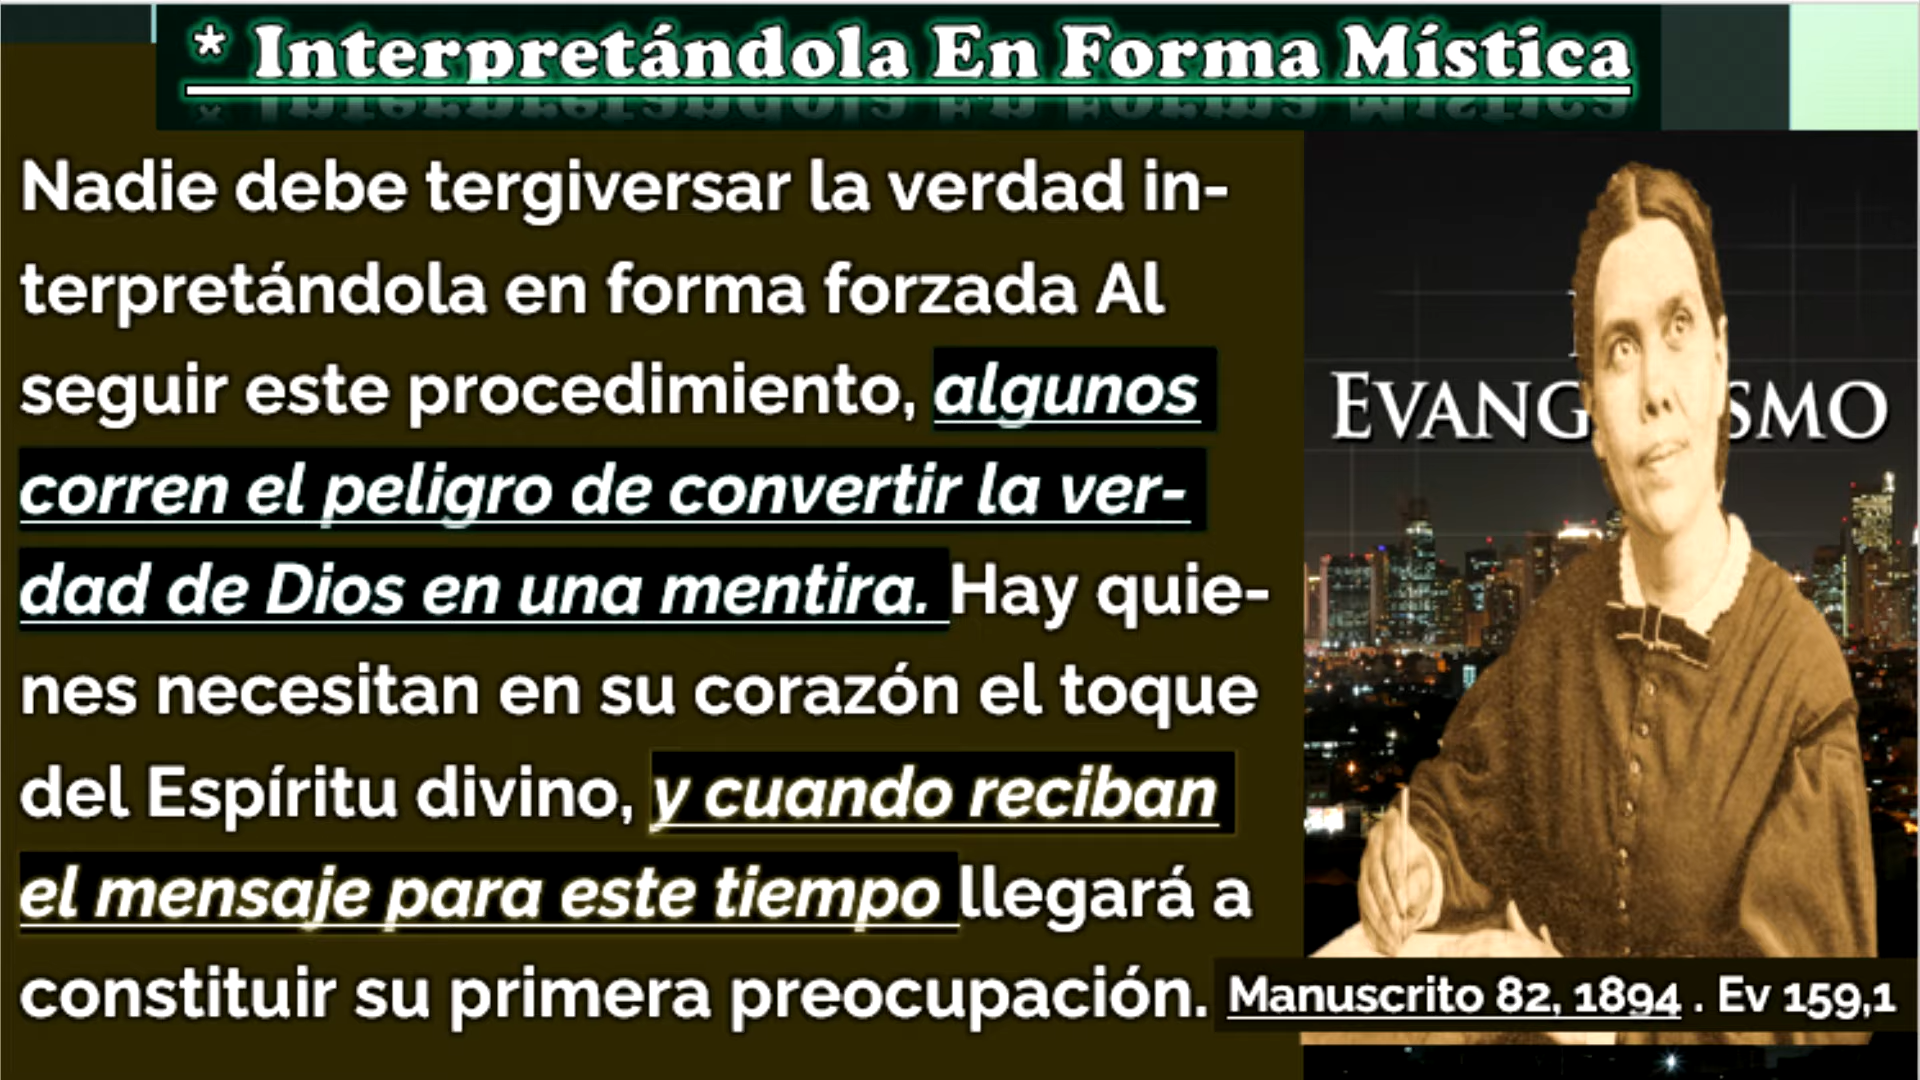 * Interpretándola En Forma Mística
Nadie debe tergiversar la verdad in-
terpretándola en forma forzada Al
seguir este procedimiento, algunos
corren el peligro de convertir la ver-
dad de Dios en una mentira. Hay quie-
nes necesitan en su corazón el toque
del Espíritu divino, y cuando reciban
el mensaje para este tiempo llegará a
constituir su primera preocupación.
Manuscrito 82, 1894 . Ev 159,1